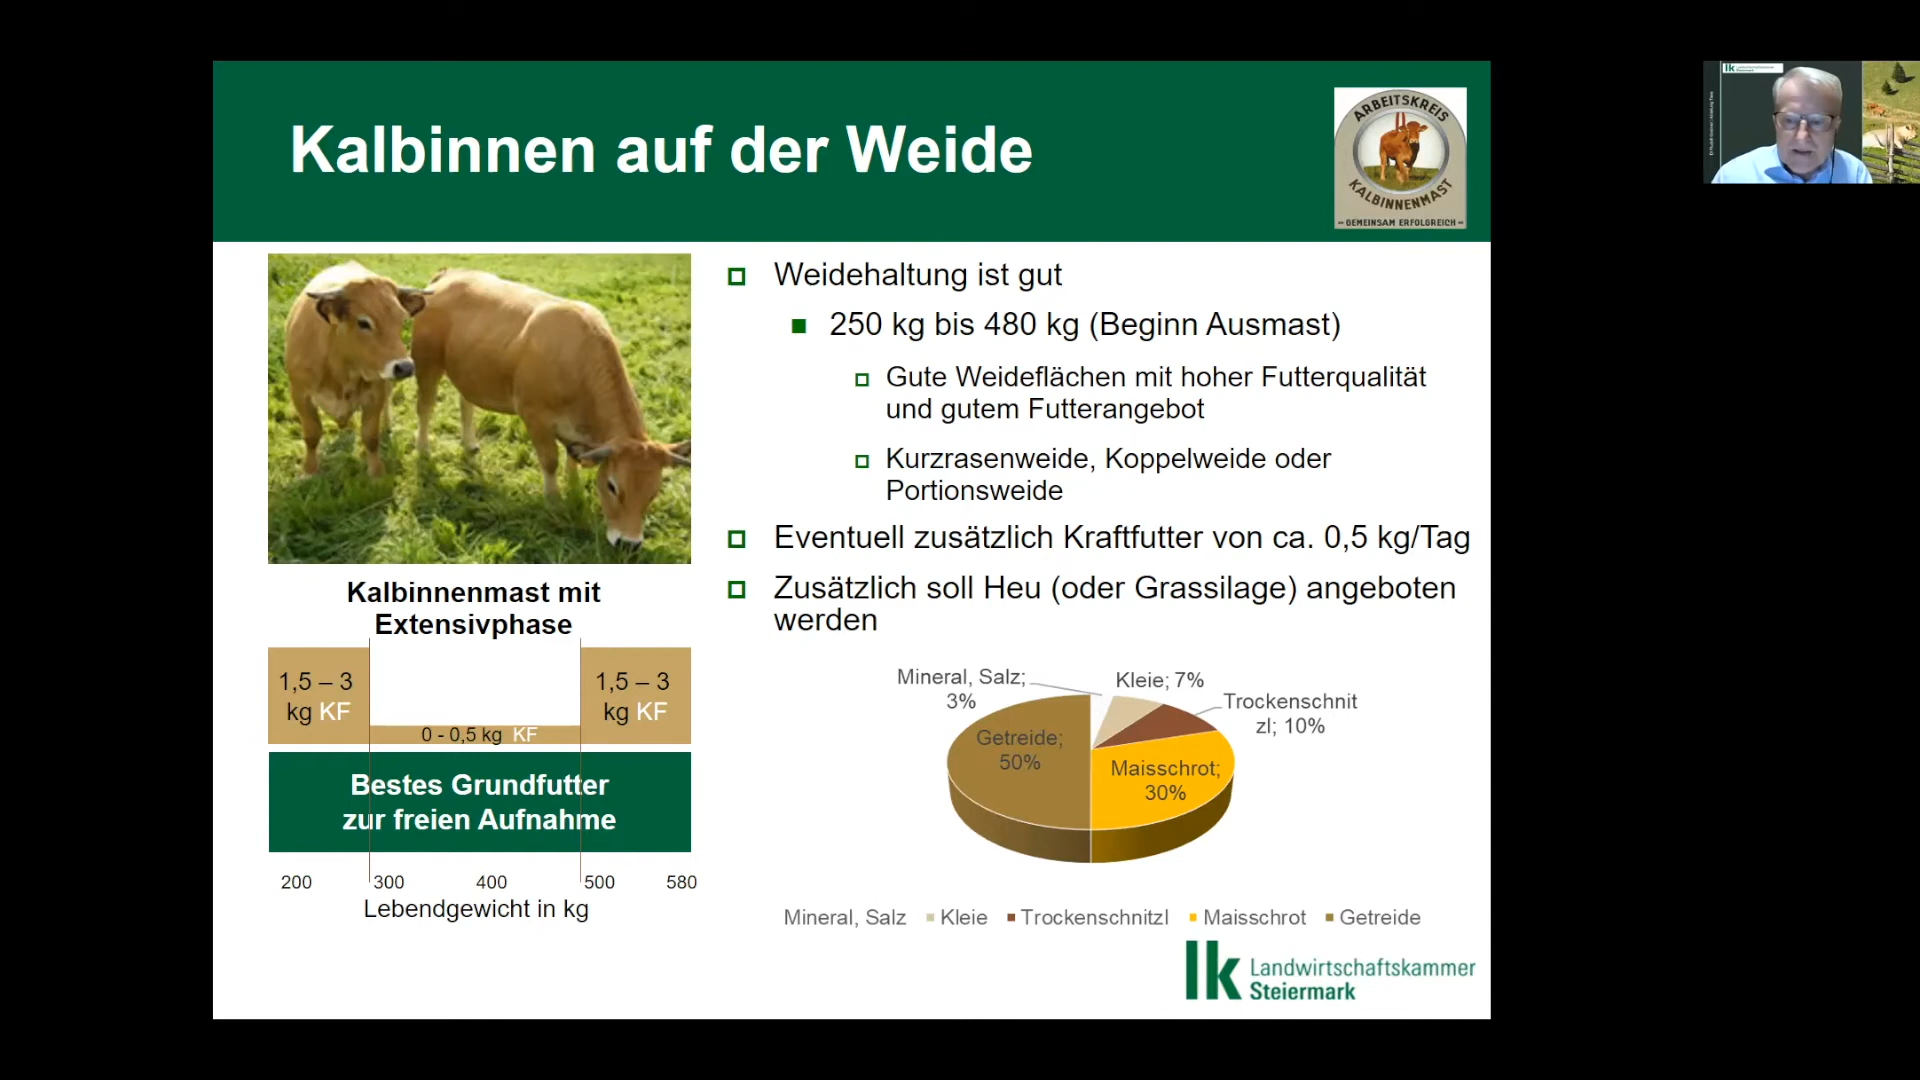 Kalbinnen auf der Weide
ARBEITSKREIS
KALBINNENMAST
– GEMEINSAM ERFOLGREICH –
lk
Weidehaltung ist gut
250 kg bis 480 kg (Beginn Ausmast)
Gute Weideflächen mit hoher Futterqualität
und gutem Futterangebot
Kurzrasenweide, Koppelweide oder
Portionsweide
Eventuell zusätzlich Kraftfutter von ca. 0,5 kg/Tag
Zusätzlich soll Heu (oder Grassilage) angeboten
werden
Kalbinnenmast mit
Extensivphase
1,5 – 3
kg KF
0 - 0,5 kg KF
1,5 – 3
kg KF
Bestes Grundfutter
zur freien Aufnahme
200 300 400 500 580
Lebendgewicht in kg
Mineral, Salz;
3%
Kleie; 7%
Trockenschnit
zl; 10%
Getreide;
50%
Maisschrot;
30%
Mineral, Salz Kleie Trockenschnitzl Maisschrot Getreide
lk Landwirtschaftskammer
Steiermark